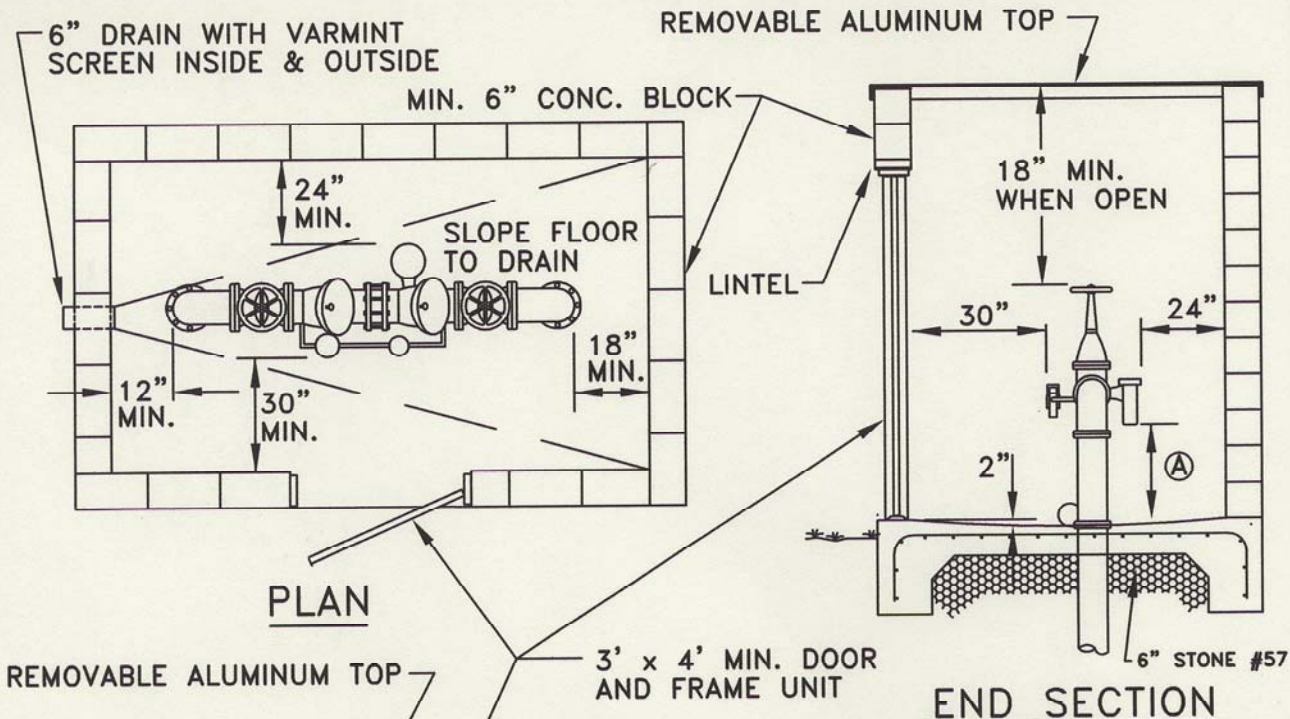 6" DRAIN WITH VARMINT
SCREEN INSIDE & OUTSIDE
REMOVABLE ALUMINUM TOP
MIN. 6" CONC. BLOCK
24"
MIN.
SLOPE FLOOR
TO DRAIN
12"
MIN.
30"
MIN.
18"
MIN.
PLAN
18" MIN.
WHEN OPEN
LINTEL
30"
24"
2"
A
6" STONE #57
END SECTION
REMOVABLE ALUMINUM TOP
3' x 4' MIN. DOOR
AND FRAME UNIT